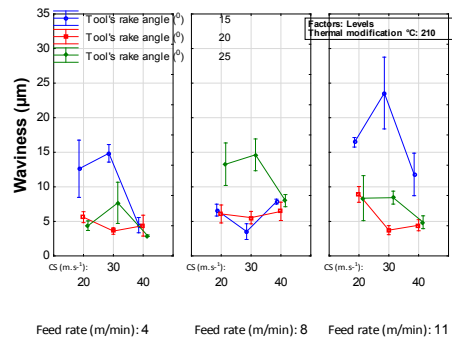 35
Tool's rake angle (⁰) 15
Factors: Levels
Thermal modification °C: 210
30
Tool's rake angle (⁰) 20
Tool's rake angle (⁰) 25
25
20
15
10
5
0
Waviness (µm)
CS (m.s⁻¹): 30 CS (m.s⁻¹): 30 CS (m.s⁻¹): 30
20 40 20 40 20 40
Feed rate (m/min): 4 Feed rate (m/min): 8 Feed rate (m/min): 11